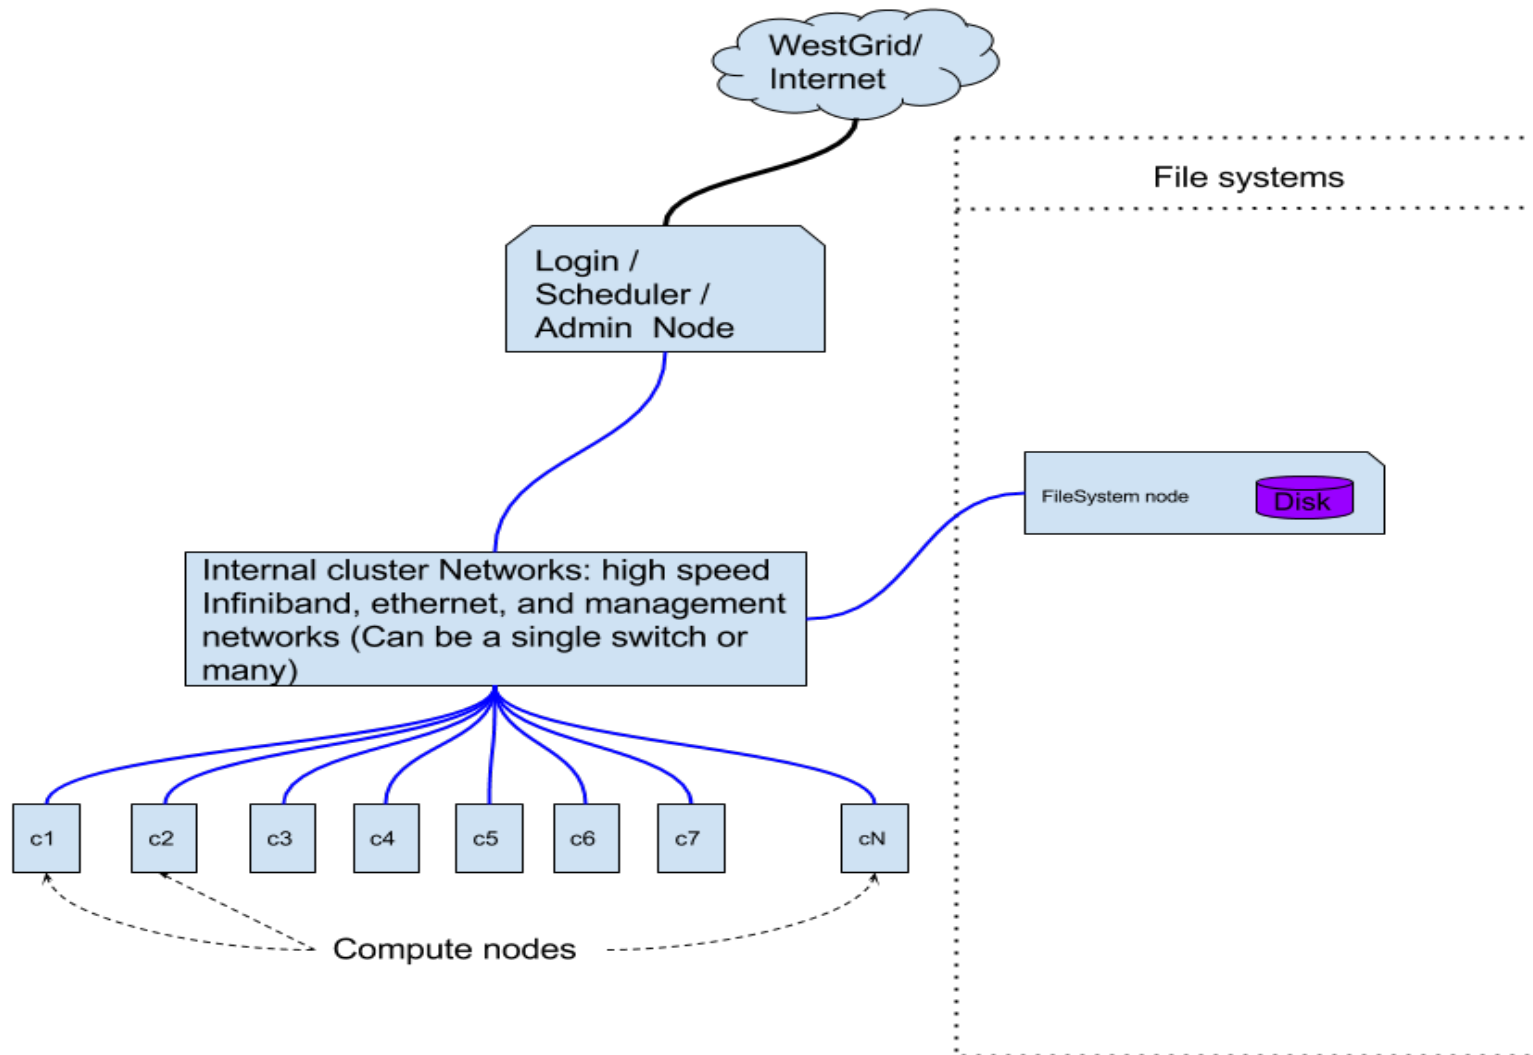 WestGrid/
Internet
File systems
Login /
Scheduler /
Admin  Node
FileSystem node
Disk
Internal cluster Networks: high speed
Infiniband, ethernet, and management
networks (Can be a single switch or
many)
c1
c2
c3
c4
c5
c6
c7
cN
Compute nodes